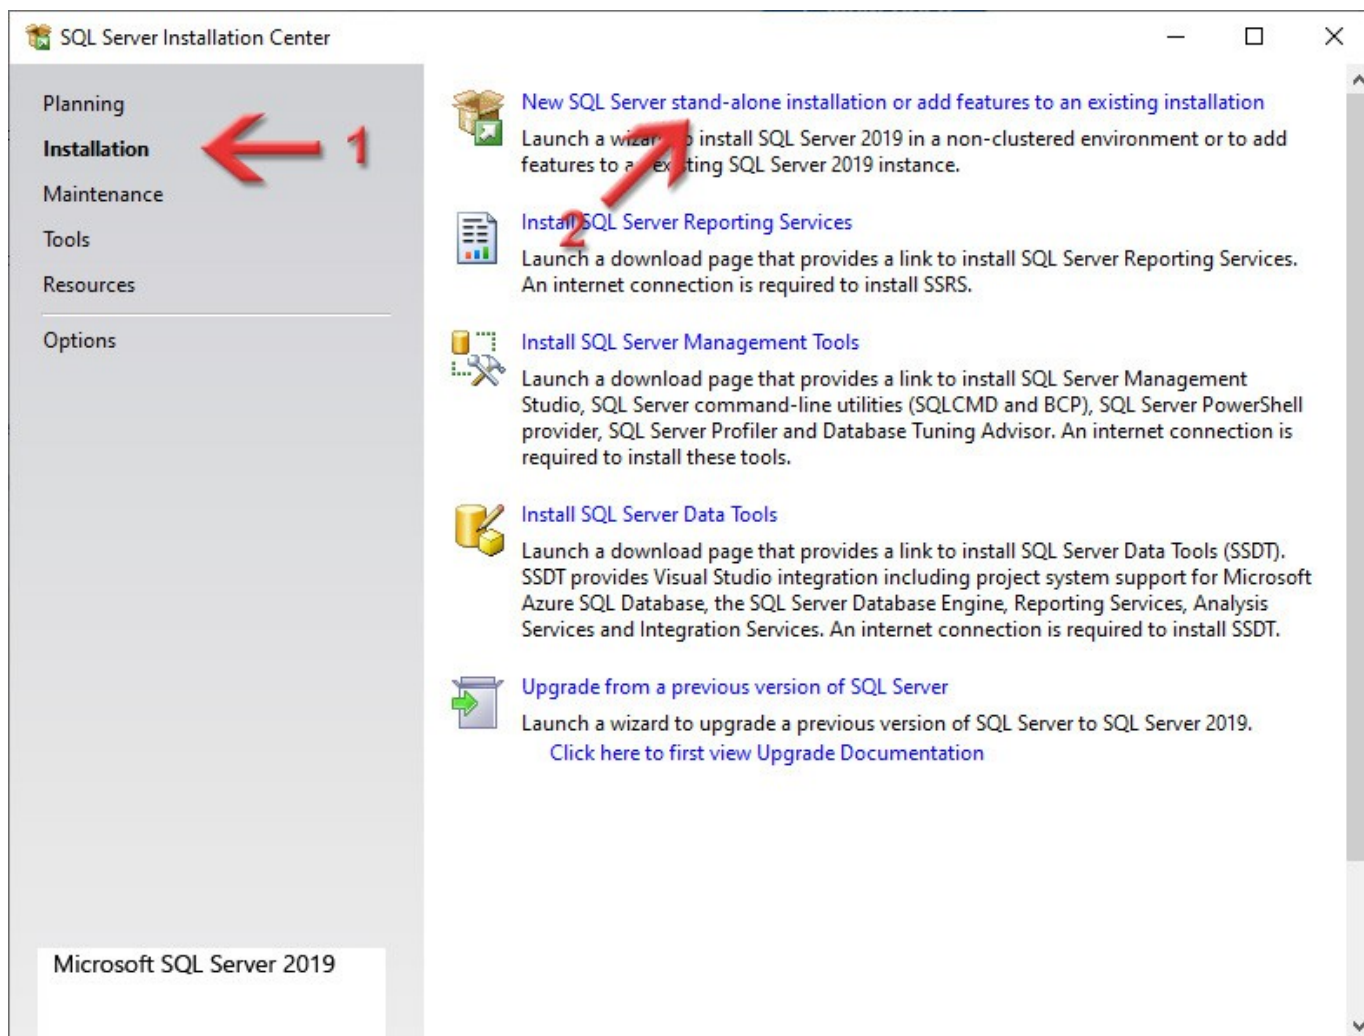 SQL Server Installation Center
Planning
Installation
Maintenance
Tools
Resources
Options
1
New SQL Server stand-alone installation or add features to an existing installation
Launch a wizard to install SQL Server 2019 in a non-clustered environment or to add
features to an existing SQL Server 2019 instance.
2
Install SQL Server Reporting Services
Launch a download page that provides a link to install SQL Server Reporting Services.
An internet connection is required to install SSRS.
Install SQL Server Management Tools
Launch a download page that provides a link to install SQL Server Management
Studio, SQL Server command-line utilities (SQLCMD and BCP), SQL Server PowerShell
provider, SQL Server Profiler and Database Tuning Advisor. An internet connection is
required to install these tools.
Install SQL Server Data Tools
Launch a download page that provides a link to install SQL Server Data Tools (SSDT).
SSDT provides Visual Studio integration including project system support for Microsoft
Azure SQL Database, the SQL Server Database Engine, Reporting Services, Analysis
Services and Integration Services. An internet connection is required to install SSDT.
Upgrade from a previous version of SQL Server
Launch a wizard to upgrade a previous version of SQL Server to SQL Server 2019.
Click here to first view Upgrade Documentation
Microsoft SQL Server 2019